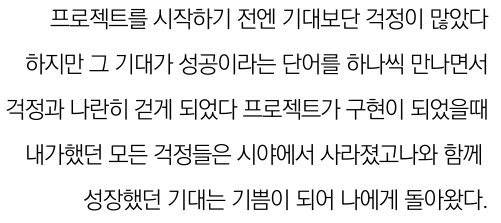 프로젝트를 시작하기 전엔 기대보단 걱정이 많았다
하지만 그 기대가 성공이라는 단어를 하나씩 만나면서
걱정과 나란히 걷게 되었다 프로젝트가 구현이 되었을때
내가했던 모든 걱정들은 시야에서 사라졌고나와 함께
성장했던 기대는 기쁨이 되어 나에게 돌아왔다.